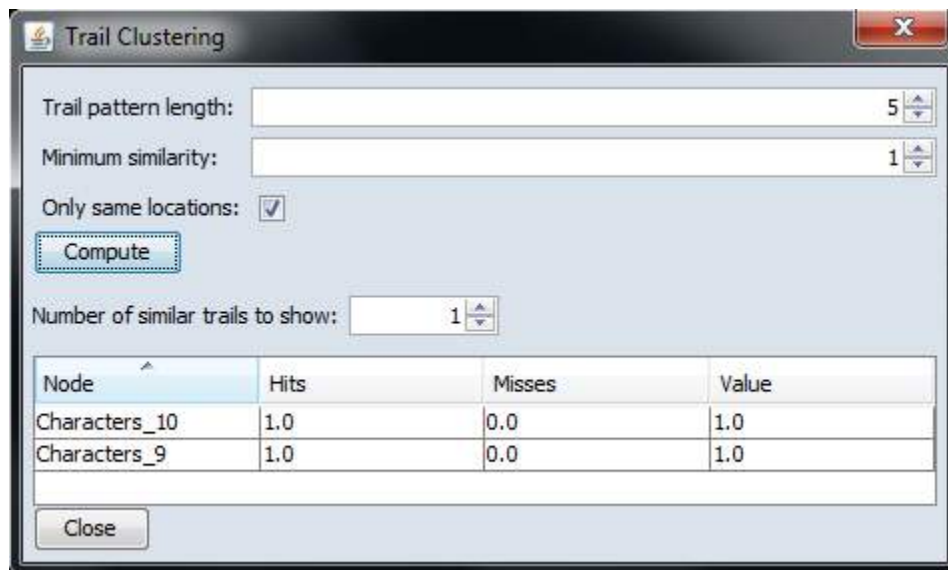 Trail Clustering
Trail pattern length: 5
Minimum similarity: 1
Only same locations:
Compute
Number of similar trails to show: 1
Node Hits Misses Value
Characters_10 1.0 0.0 1.0
Characters_9 1.0 0.0 1.0
Close